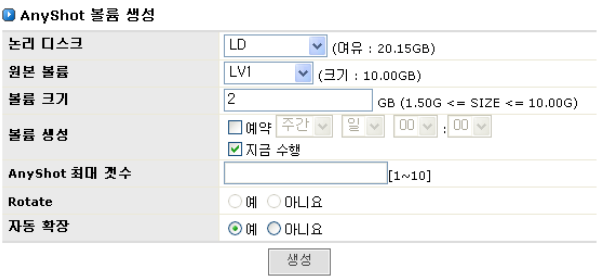 AnyShot 볼륨 생성
논리 디스크 LD (여유 : 20.15GB)
원본 볼륨 LV1 (크기 : 10.00GB)
볼륨 크기 2 GB (1.50G <= SIZE <= 10.00G)
볼륨 생성 예약 주간 일 00 : 00
지금 수행
AnyShot 최대 갯수 [1~10]
Rotate 예 아니요
자동 확장 예 아니요
생성